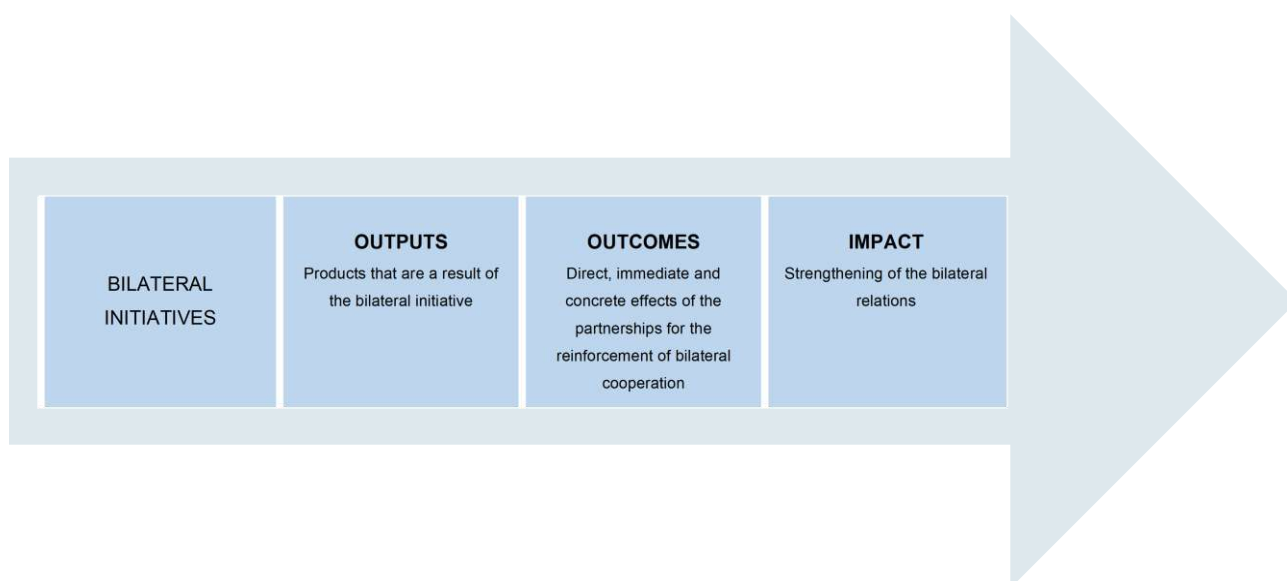 BILATERAL
INITIATIVES
OUTPUTS
Products that are a result of
the bilateral initiative
OUTCOMES
Direct, immediate and
concrete effects of the
partnerships for the
reinforcement of bilateral
cooperation
IMPACT
Strengthening of the bilateral
relations